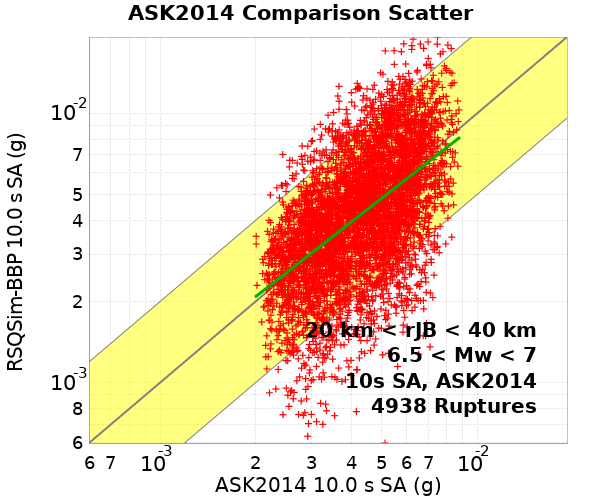 ASK2014 Comparison Scatter
RSQSim-BBP 10.0 s SA (g)
10-2
7
5
4
3
2
10-3
8
6
20 km < rJB < 40 km
6.5 < Mw < 7
10s SA, ASK2014
4938 Ruptures
6 7 10-3 2 3 4 5 6 7 10-2
ASK2014 10.0 s SA (g)